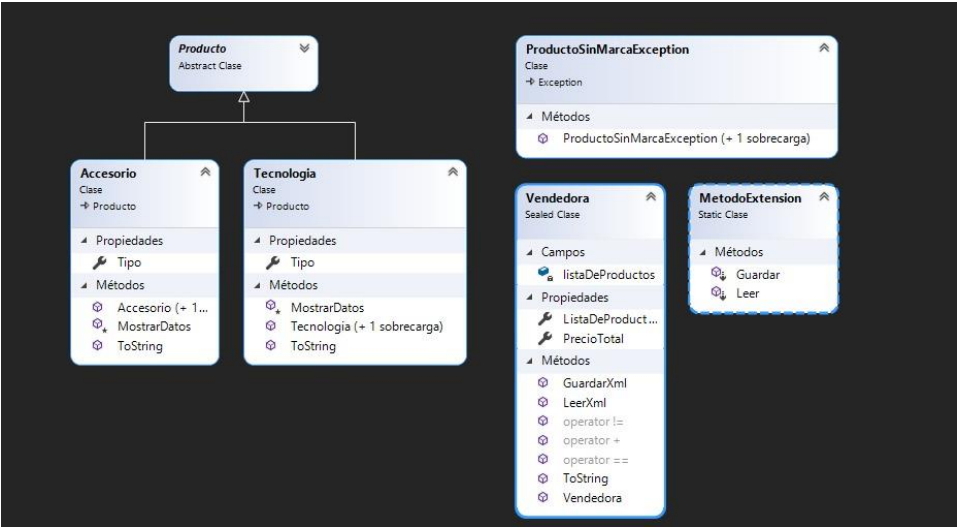 Producto
Abstract Clase
ProductoSinMarcaException
Clase
Exception
Métodos
ProductoSinMarcaException (+ 1 sobrecarga)
Accesorio
Clase
Producto
Propiedades
Tipo
Métodos
Accesorio (+ 1...
MostrarDatos
ToString
Tecnologia
Clase
Producto
Propiedades
Tipo
Métodos
MostrarDatos
Tecnologia (+ 1 sobrecarga)
ToString
Vendedora
Sealed Clase
Campos
listaDeProductos
Propiedades
ListaDeProduct...
PrecioTotal
Métodos
GuardarXml
LeerXml
operator !=
operator +
operator ==
ToString
Vendedora
MetodoExtension
Static Clase
Métodos
Guardar
Leer